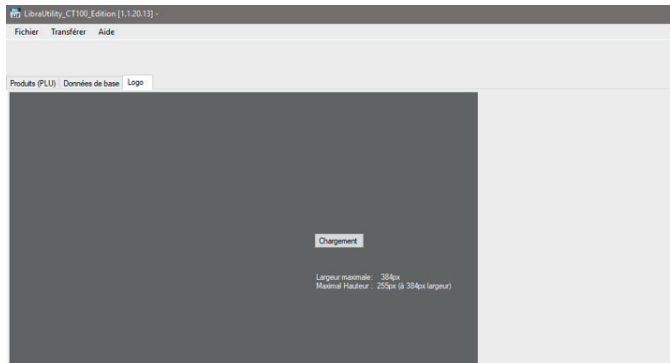 LibraUtility_CT100_Edition [1.1.20.13] -
Fichier Transférer Aide
Produits (PLU) Données de base Logo
Chargement
Largeur maximale: 384px
Maximal Hauteur : 255px (à 384px largeur)